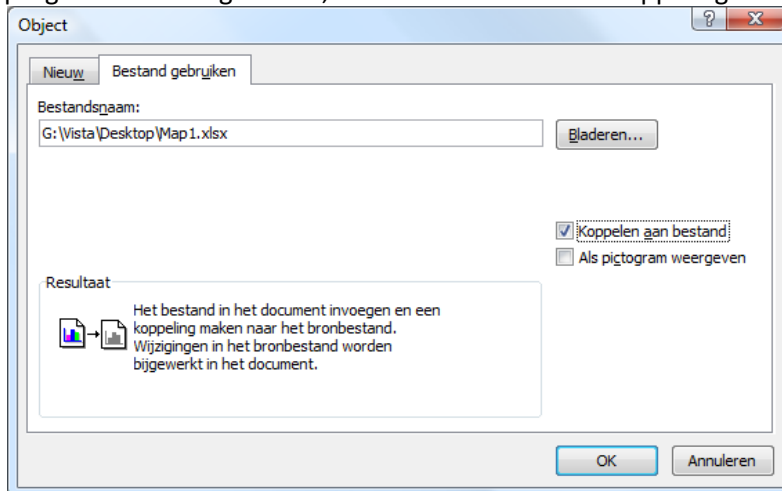 Object
Nieuw Bestand gebruiken
Bestandsnaam:
G:\Vista\Desktop\Map1.xlsx Bladeren...
Koppelen aan bestand
Als pictogram weergeven
Resultaat
Het bestand in het document invoegen en een
koppeling maken naar het bronbestand.
Wijzigingen in het bronbestand worden
bijgewerkt in het document.
OK Annuleren